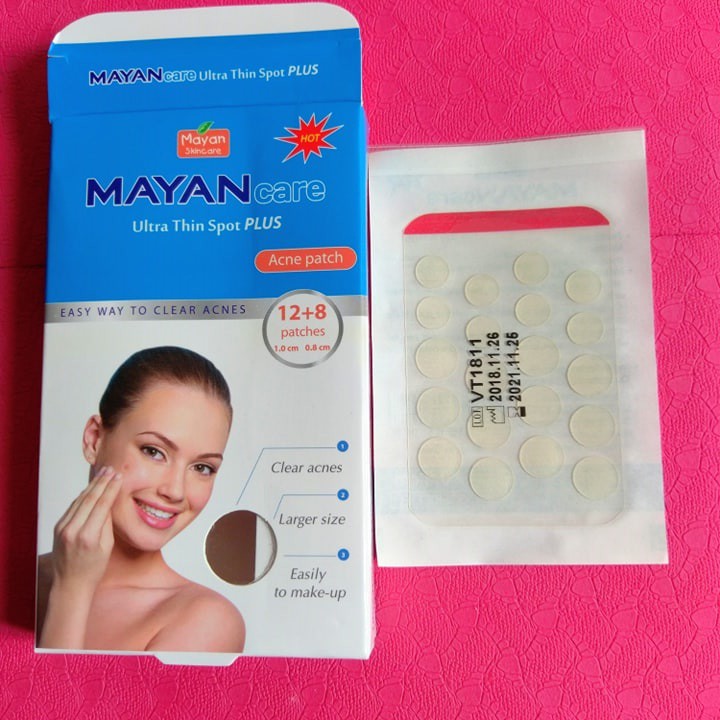 MAYANcare Ultra Thin Spot PLUS
Mayan
Skincare
HOT
MAYANcare
Ultra Thin Spot PLUS
Acne patch
EASY WAY TO CLEAR ACNES
12+8
patches
1.0 cm 0.8 cm
1
Clear acnes
2
Larger size
3
Easily
to make-up
LOT VT1811
2018.11.26
2021.11.25